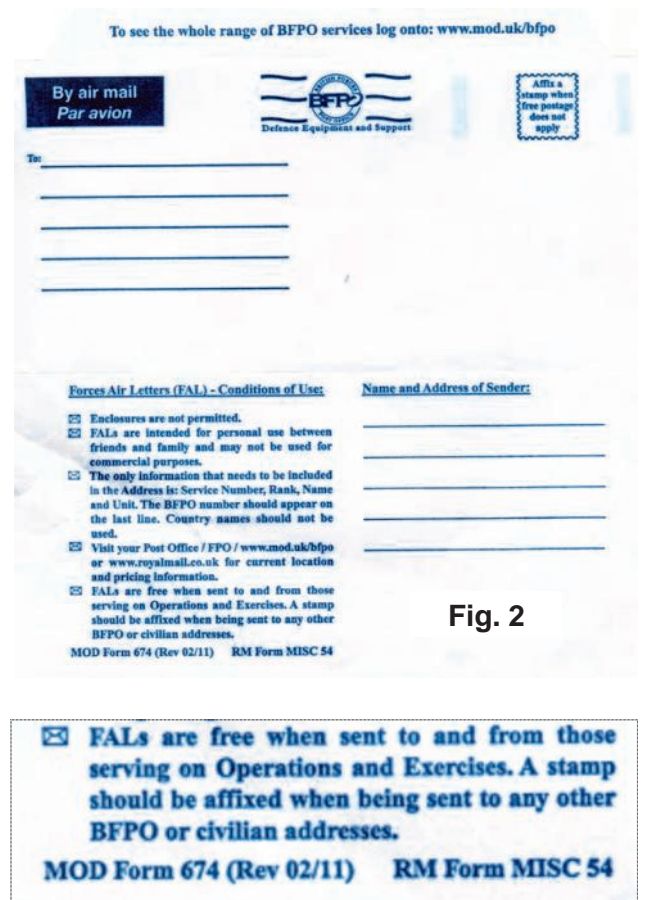 To see the whole range of BFPO services log onto: www.mod.uk/bfpo
By air mail
Par avion
BFPO
Defence Equipment and Support
Affix a
stamp when
free postage
does not
apply
To:
Forces Air Letters (FAL) - Conditions of Use:
Enclosures are not permitted.
FALs are intended for personal use between
friends and family and may not be used for
commercial purposes.
The only information that needs to be included
in the Address is: Service Number, Rank, Name
and Unit. The BFPO number should appear on
the last line. Country names should not be
used.
Visit your Post Office / FPO / www.mod.uk/bfpo
or www.royalmail.co.uk for current location
and pricing information.
FALs are free when sent to and from those
serving on Operations and Exercises. A stamp
should be affixed when being sent to any other
BFPO or civilian addresses.
MOD Form 674 (Rev 02/11) RM Form MISC 54
Name and Address of Sender:
Fig. 2
FALs are free when sent to and from those
serving on Operations and Exercises. A stamp
should be affixed when being sent to any other
BFPO or civilian addresses.
MOD Form 674 (Rev 02/11) RM Form MISC 54